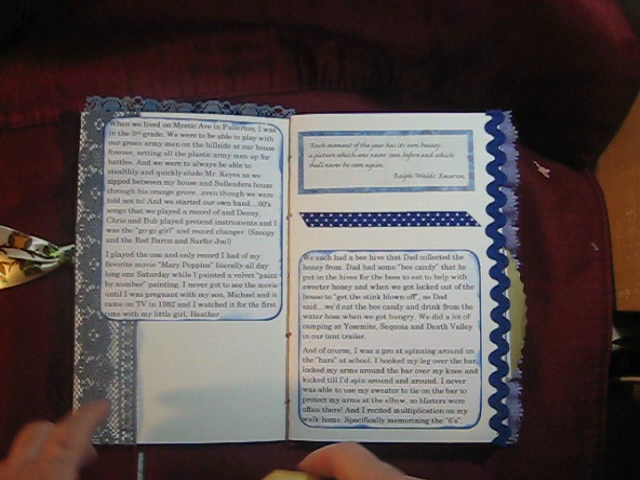 When we lived on Mystic Ave in Fullerton, I was
in the 3rd grade. We were to be able to play with
our green army men on the hillside at our house
forever, setting all the plastic army men up for
battles. And we were to always be able to
stealthly and quickly elude Mr. Keyes as we
zipped between my house and Sullenders house
through his orange grove...even though we were
told not to! And we started our own band... 60's
songs that we played a record of and Denny,
Chris and Bub played pretend instruments and I
was the "go-go girl" and record changer. (Snoopy
and the Red Baron and Surfer Joe!)
I played the one and only record I had of my
favorite movie "Mary Poppins" literally all day
long one Saturday while I painted a velvet "paint
by number" painting. I never got to see the movie
until I was pregnant with my son, Michael and it
came on TV in 1982 and I watched it for the first
time with my little girl, Heather.
Each moment of the year has its own beauty
a picture which was never seen before and which
shall never be seen again.
Ralph Waldo Emerson
We each had a bee hive that Dad collected the
honey from. Dad had some "bee candy" that he
put in the hives for the bees to eat to help with
sweeter honey and when we got locked out of the
house to "get the stink blown off", as Dad
said...we'd eat the bee candy and drink from the
water hose when we got hungry. We did a lot of
camping at Yosemite, Sequoia and Death Valley
in our tent trailer.
And of course, I was a pro at spinning around on
the "bars" at school. I hooked my leg over the bar,
locked my arms around the bar over my knee and
kicked till I'd spin around and around. I never
was able to use my sweater to tie on the bar to
protect my arms at the elbow, so blisters were
often there! And I recited multiplication on my
walk home. Specifically memorizing the "6's".